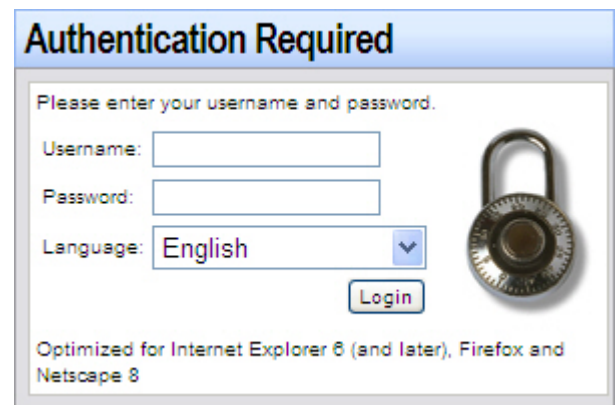 Authentication Required
Please enter your username and password.
Username:
Password:
Language: English
Login
Optimized for Internet Explorer 6 (and later), Firefox and
Netscape 8